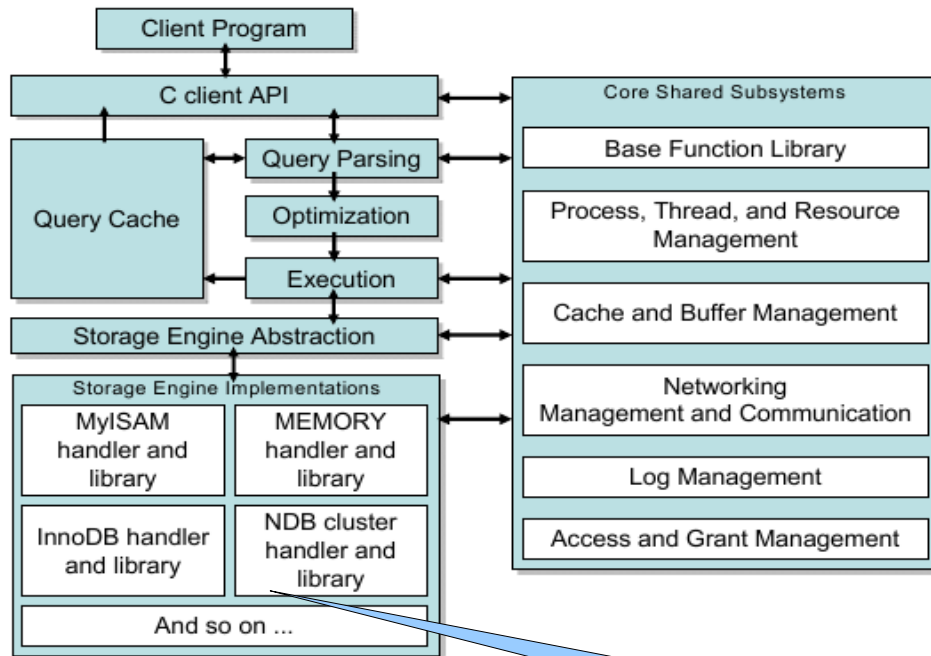 Client Program
C client API
Query Cache
Query Parsing
Optimization
Execution
Storage Engine Abstraction
Storage Engine Implementations
MyISAM
handler and
library
MEMORY
handler and
library
InnoDB handler
and library
NDB cluster
handler and
library
And so on ...
Core Shared Subsystems
Base Function Library
Process, Thread, and Resource
Management
Cache and Buffer Management
Networking
Management and Communication
Log Management
Access and Grant Management